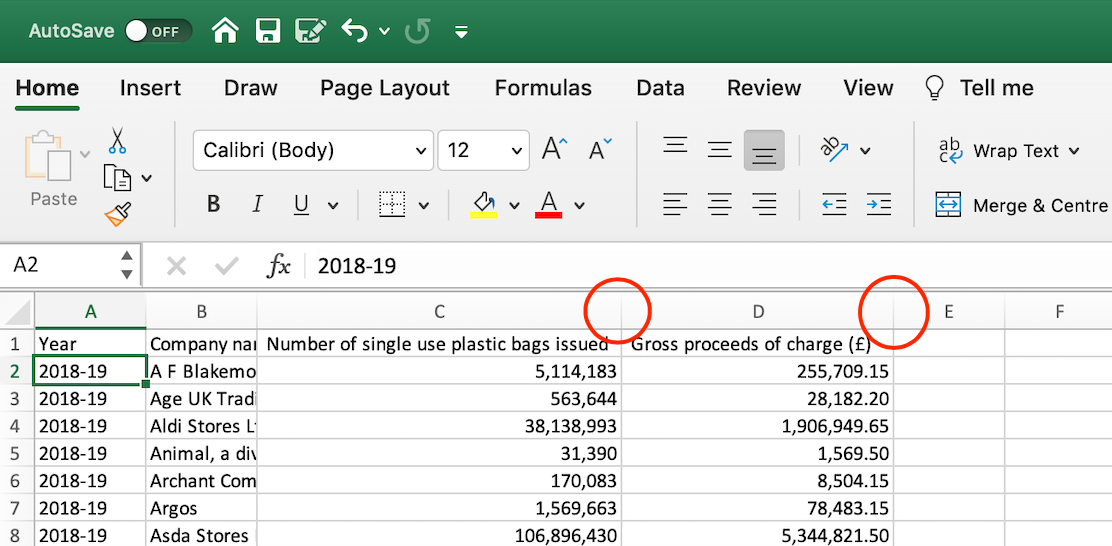 AutoSave OFF
Home Insert Draw Page Layout Formulas Data Review View Tell me
Calibri (Body) 12 A A ab Wrap Text
Paste B I U A Merge & Centre
A2 fx 2018-19
A B C D E F
1 Year Company nar Number of single use plastic bags issued Gross proceeds of charge (£)
2 2018-19 A F Blakemo 5,114,183 255,709.15
3 2018-19 Age UK Tradi 563,644 28,182.20
4 2018-19 Aldi Stores L 38,138,993 1,906,949.65
5 2018-19 Animal, a div 31,390 1,569.50
6 2018-19 Archant Com 170,083 8,504.15
7 2018-19 Argos 1,569,663 78,483.15
8 2018-19 Asda Stores 106,896,430 5,344,821.50